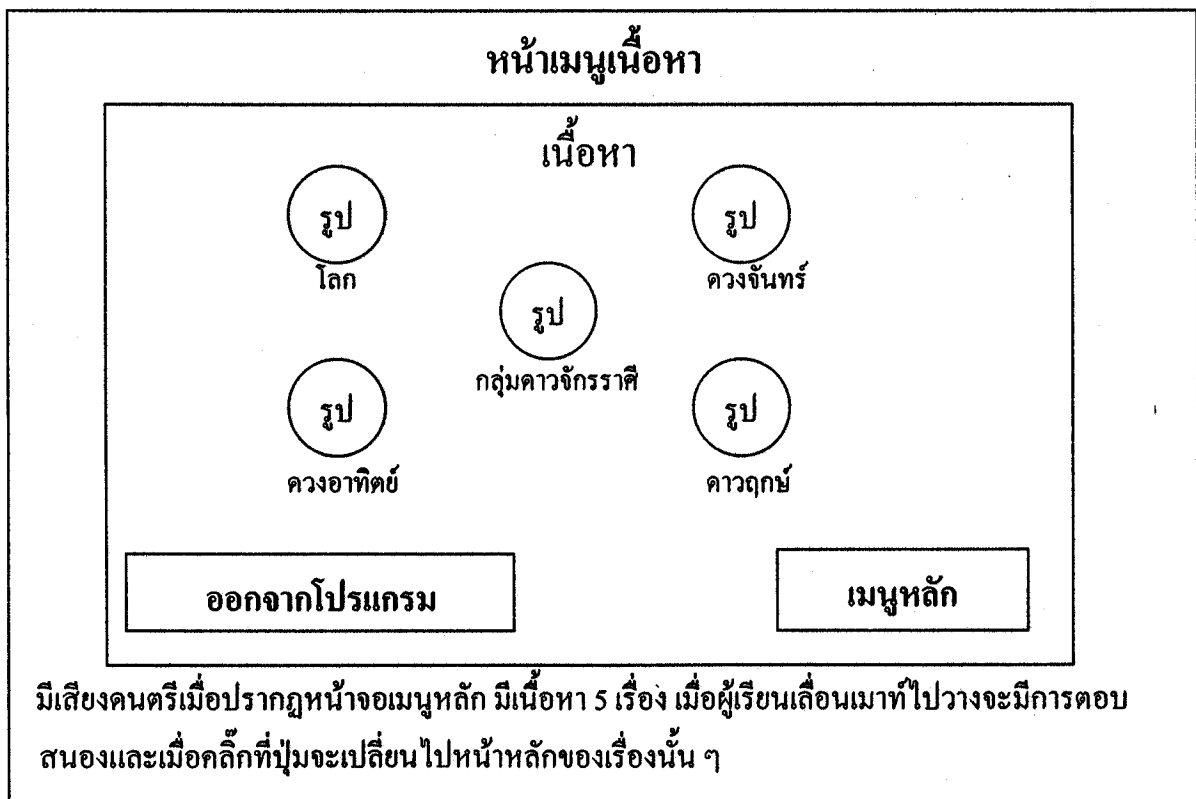 หน้าเมนูเนื้อหา
เนื้อหา
รูป
รูป
โลก
ดวงจันทร์
รูป
กลุ่มดาวจักรราศี
รูป
รูป
ดวงอาทิตย์
ดาวฤกษ์
ออกจากโปรแกรม
เมนูหลัก
มีเสียงดนตรีเมื่อปรากฏหน้าจอเมนูหลัก มีเนื้อหา 5 เรื่อง เมื่อผู้เรียนเลื่อนเมาท์ไปวางจะมีการตอบ
สนองและเมื่อคลิ๊กที่ปุ่มจะเปลี่ยนไปหน้าหลักของเรื่องนั้น ๆ